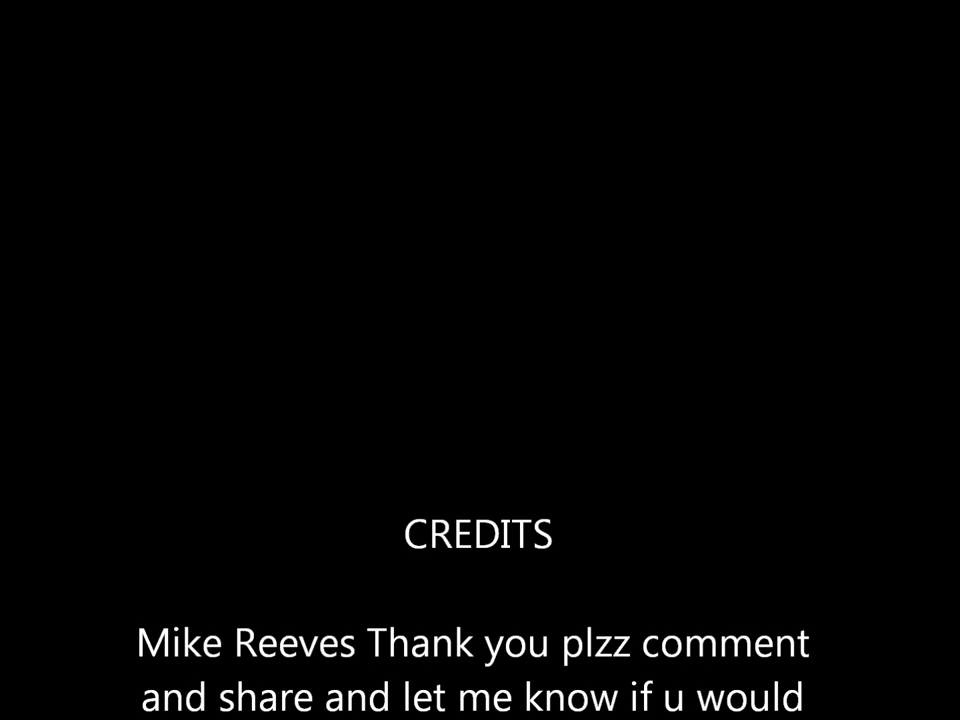 CREDITS
Mike Reeves Thank you plzz comment
and share and let me know if u would